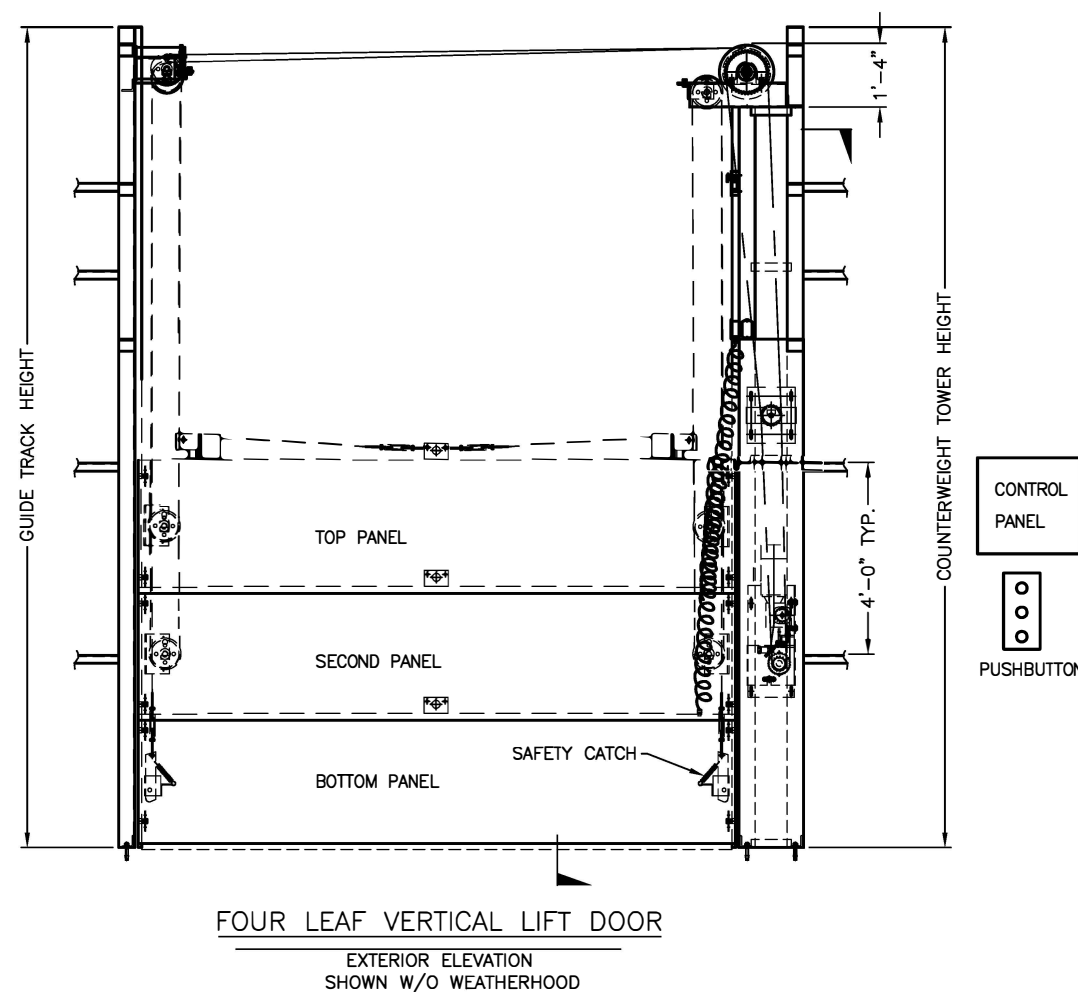 GUIDE TRACK HEIGHT
1'-4"
COUNTERWEIGHT TOWER HEIGHT
4'-0" TYP.
CONTROL
PANEL
PUSHBUTTON
TOP PANEL
SECOND PANEL
SAFETY CATCH
BOTTOM PANEL
FOUR LEAF VERTICAL LIFT DOOR
EXTERIOR ELEVATION
SHOWN W/O WEATHERHOOD